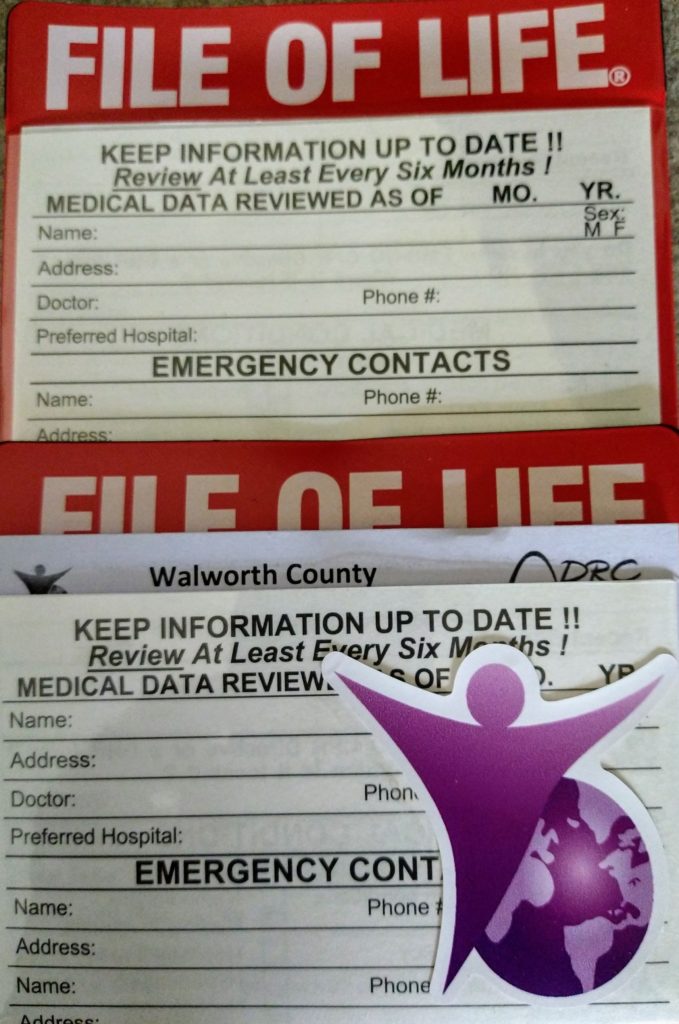 FILE OF LIFE®
KEEP INFORMATION UP TO DATE !!
Review At Least Every Six Months !
MEDICAL DATA REVIEWED AS OF MO. YR.
Sex:
Name: M F
Address:
Doctor: Phone #:
Preferred Hospital:
EMERGENCY CONTACTS
Name: Phone #:
Address:
FILE OF LIFE
Walworth County ADRC
KEEP INFORMATION UP TO DATE !!
Review At Least Every Six Months !
MEDICAL DATA REVIEW S OF O. YR
Name:
Address:
Doctor: Phon
Preferred Hospital:
EMERGENCY CONTA
Name: Phone #
Address:
Name: Phone
Address: